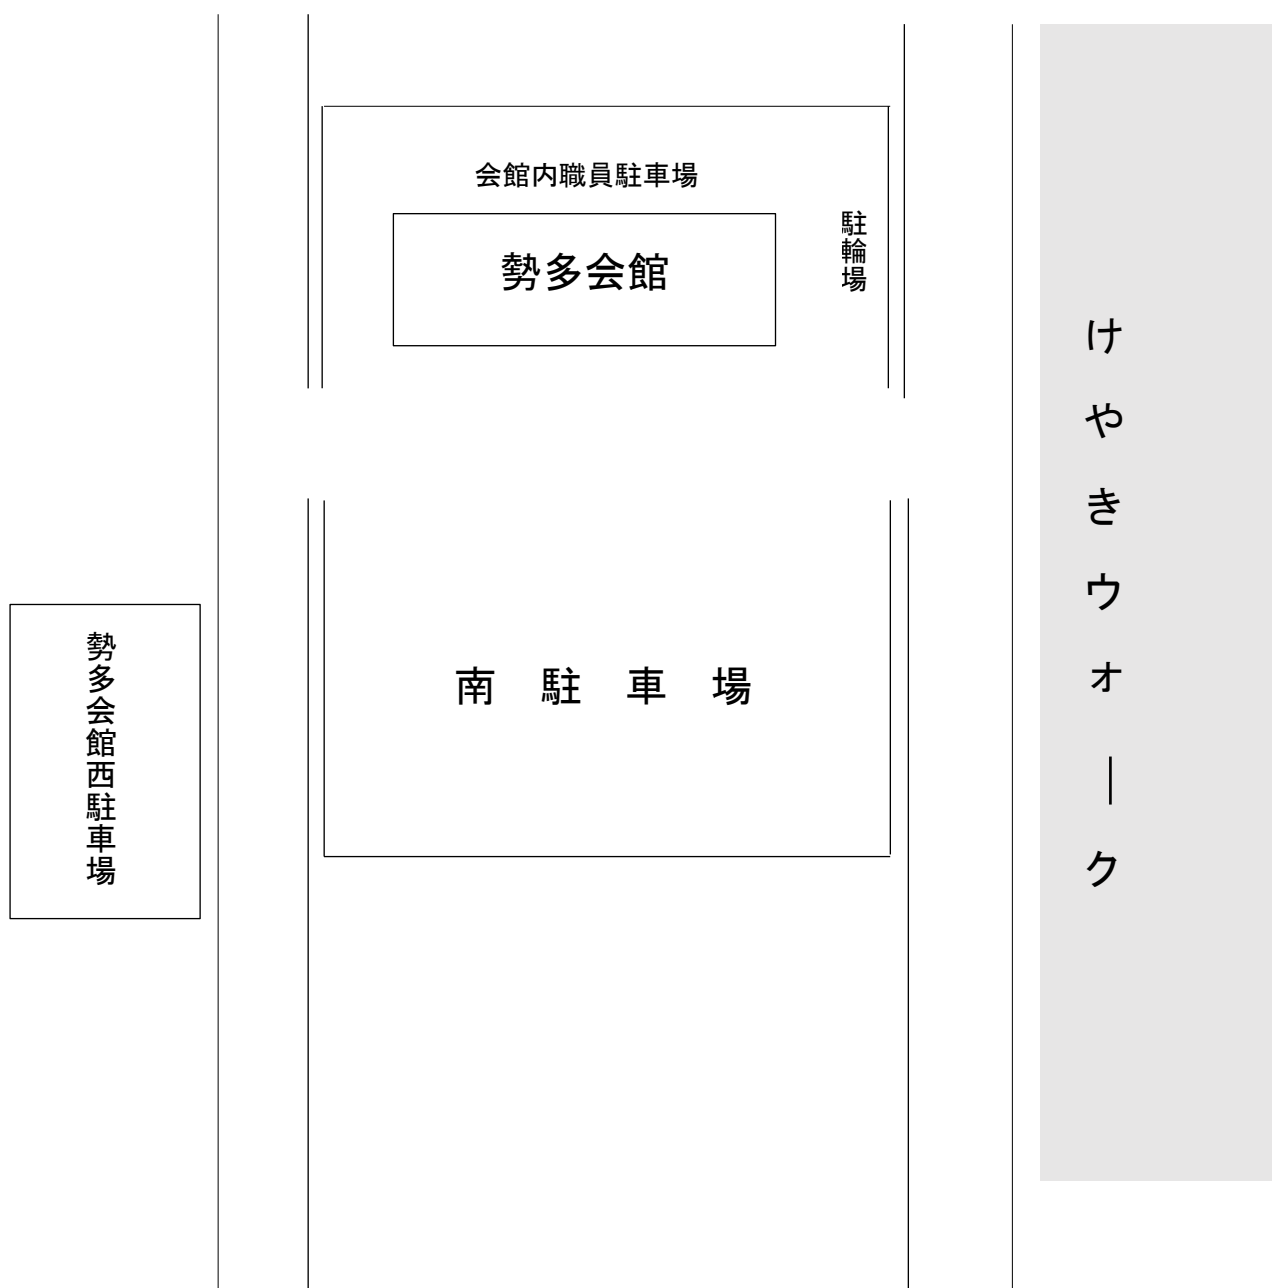 会館内職員駐車場
勢多会館
駐輪場
けやきウォーク
南駐車場
勢多会館西駐車場